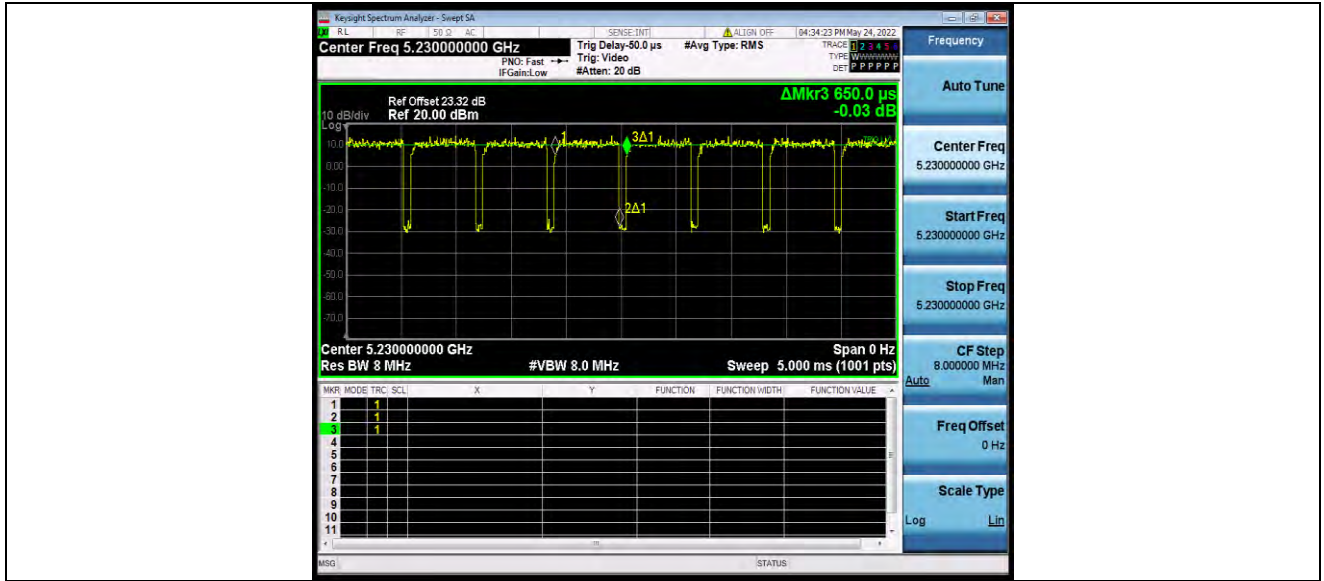 Keysight Spectrum Analyzer - Swept SA
RL RF 50 Ω AC SENSE:INT ALIGN OFF 04:34:23 PM May 24, 2022
Center Freq 5.230000000 GHz
PNO: Fast
IFGain:Low
Trig Delay-50.0 µs
Trig: Video
#Atten: 20 dB
#Avg Type: RMS
TRACE 1 2 3 4 5 6
TYPE WWWWWW
DET P P P P P P
Frequency
ΔMkr3 650.0 µs
-0.03 dB
Ref Offset 23.32 dB
10 dB/div Ref 20.00 dBm
Log
10.0
0.00
-10.0
-20.0
-30.0
-40.0
-50.0
-60.0
-70.0
1
3Δ1
2Δ1
Center 5.230000000 GHz Span 0 Hz
Res BW 8 MHz #VBW 8.0 MHz Sweep 5.000 ms (1001 pts)
MKR MODE TRC SCL X Y FUNCTION FUNCTION WIDTH FUNCTION VALUE
1 1
2 1
3 1
4
5
6
7
8
9
10
11
MSG STATUS
Auto Tune
Center Freq
5.230000000 GHz
Start Freq
5.230000000 GHz
Stop Freq
5.230000000 GHz
CF Step
8.000000 MHz
Auto Man
Freq Offset
0 Hz
Scale Type
Log Lin